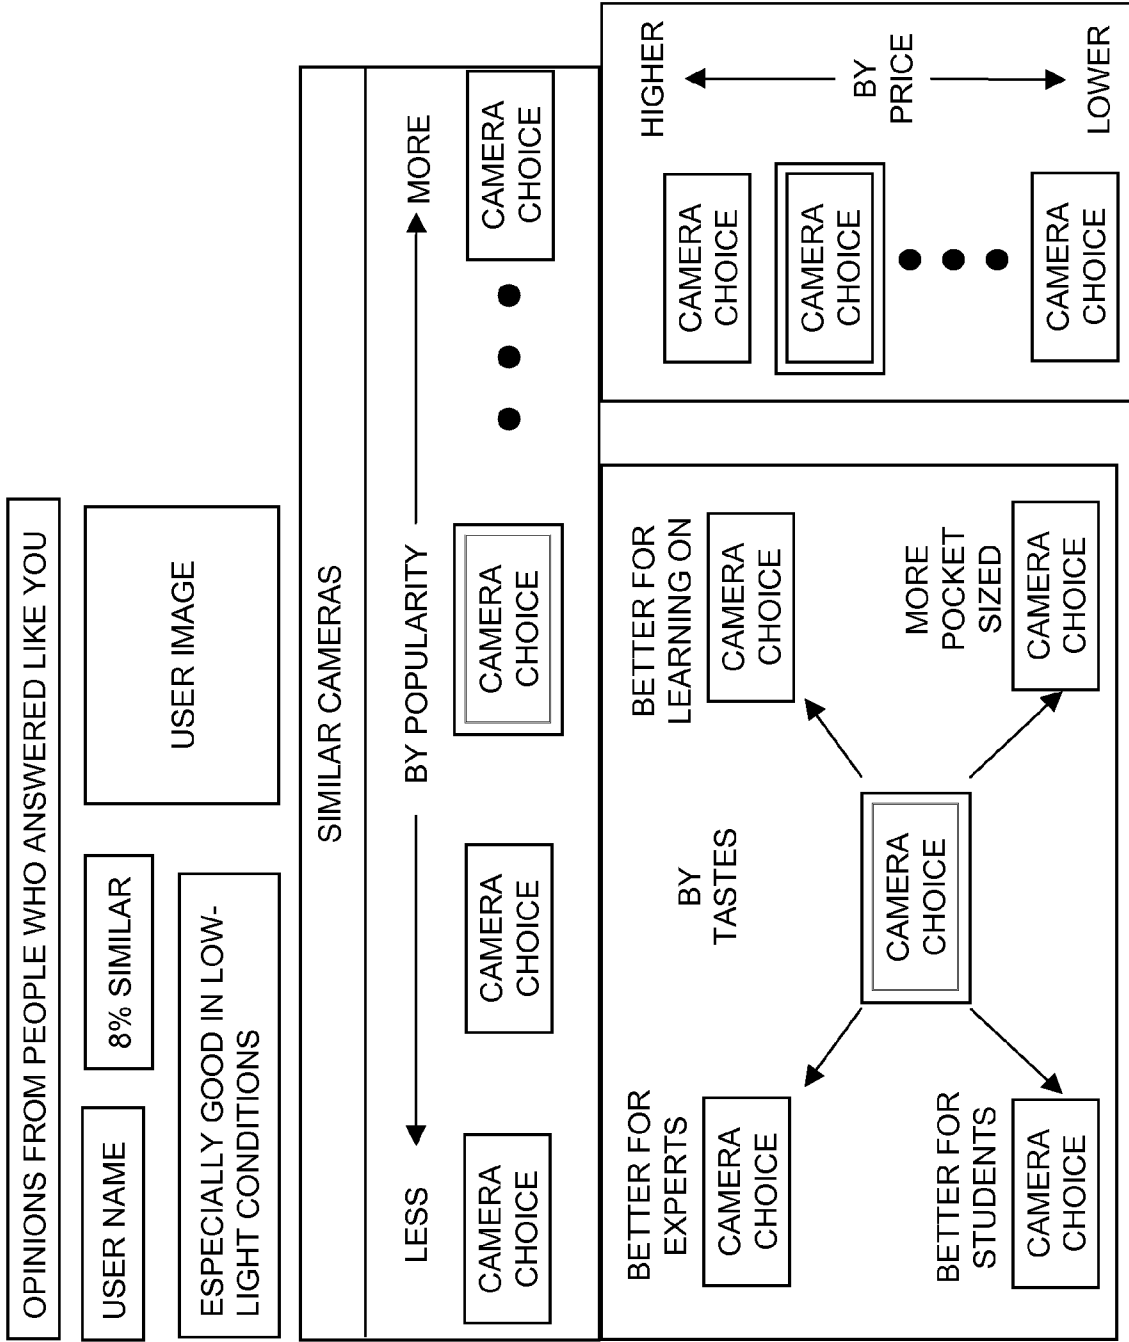 OPINIONS FROM PEOPLE WHO ANSWERED LIKE YOU
USER NAME
8% SIMILAR
USER IMAGE
ESPECIALLY GOOD IN LOW-
LIGHT CONDITIONS
SIMILAR CAMERAS
LESS
BY POPULARITY
MORE
CAMERA
CHOICE
CAMERA
CHOICE
CAMERA
CHOICE
CAMERA
CHOICE
BETTER FOR
EXPERTS
CAMERA
CHOICE
BY
TASTES
BETTER FOR
LEARNING ON
CAMERA
CHOICE
CAMERA
CHOICE
BETTER FOR
STUDENTS
CAMERA
CHOICE
MORE
POCKET
SIZED
CAMERA
CHOICE
HIGHER
CAMERA
CHOICE
CAMERA
CHOICE
BY
PRICE
CAMERA
CHOICE
LOWER